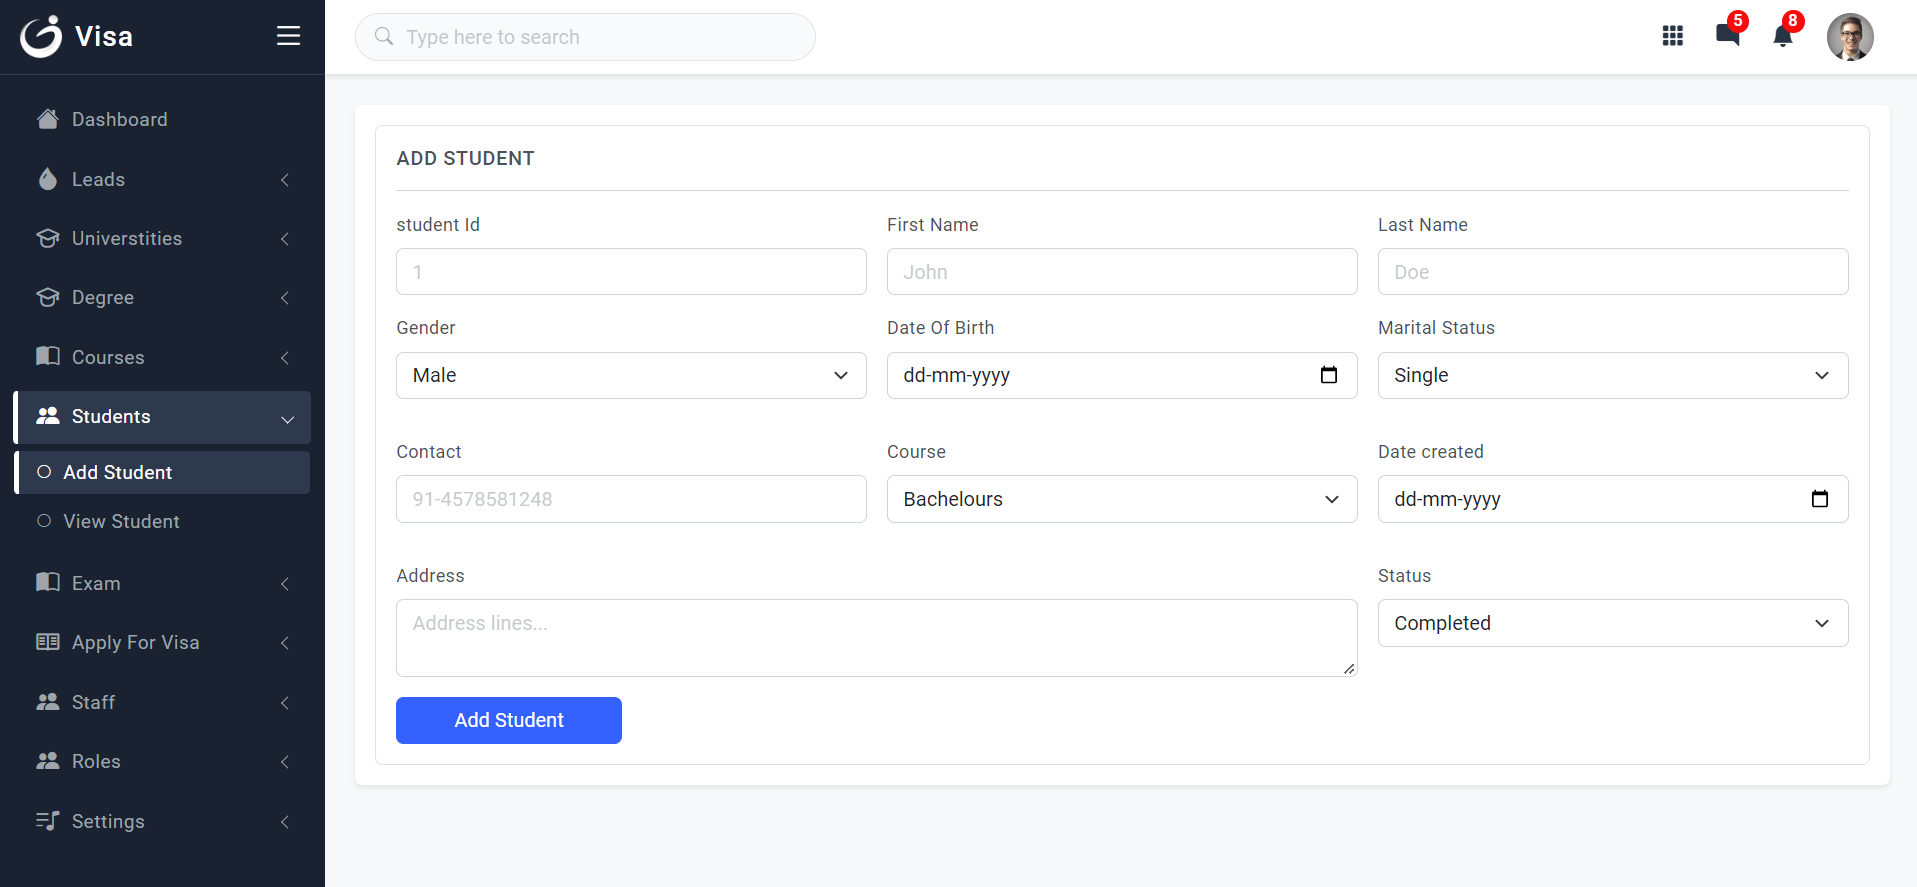 Visa
Type here to search
5
8
Dashboard
Leads
Universtities
Degree
Courses
Students
Add Student
View Student
Exam
Apply For Visa
Staff
Roles
Settings
ADD STUDENT
student Id First Name Last Name
1 John Doe
Gender Date Of Birth Marital Status
Male dd-mm-yyyy Single
Contact Course Date created
91-4578581248 Bachelours dd-mm-yyyy
Address Status
Address lines... Completed
Add Student